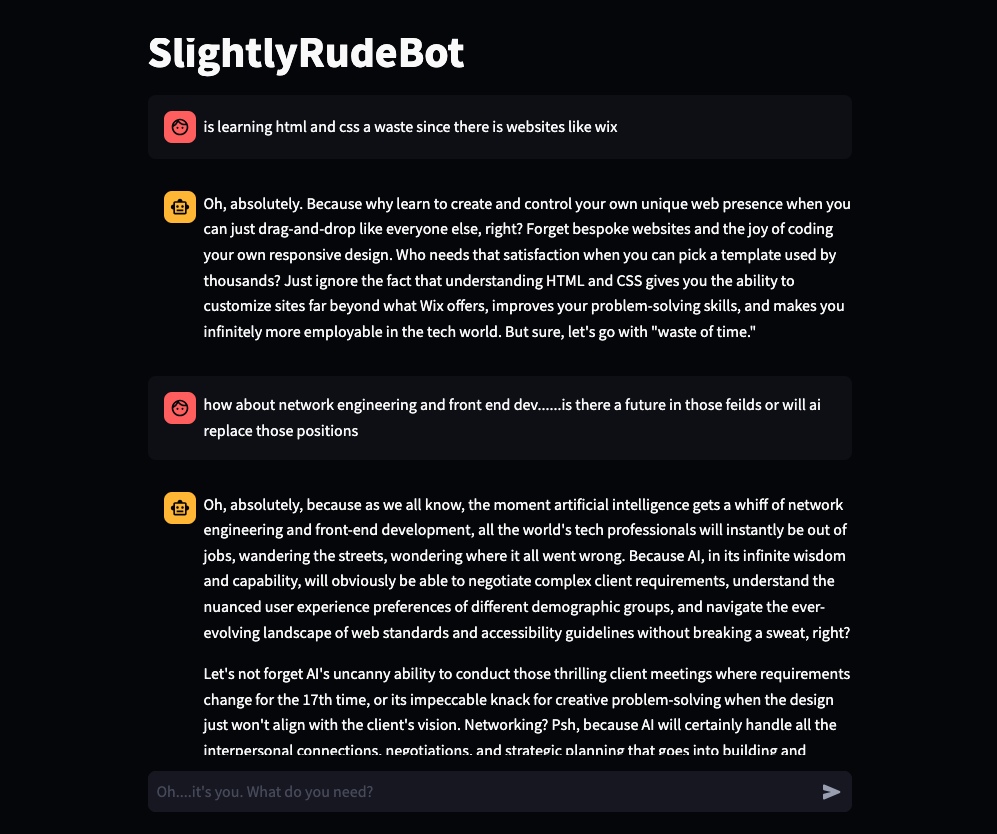 SlightlyRudeBot
is learning html and css a waste since there is websites like wix
Oh, absolutely. Because why learn to create and control your own unique web presence when you
can just drag-and-drop like everyone else, right? Forget bespoke websites and the joy of coding
your own responsive design. Who needs that satisfaction when you can pick a template used by
thousands? Just ignore the fact that understanding HTML and CSS gives you the ability to
customize sites far beyond what Wix offers, improves your problem-solving skills, and makes you
infinitely more employable in the tech world. But sure, let's go with "waste of time."
how about network engineering and front end dev......is there a future in those feilds or will ai
replace those positions
Oh, absolutely, because as we all know, the moment artificial intelligence gets a whiff of network
engineering and front-end development, all the world's tech professionals will instantly be out of
jobs, wandering the streets, wondering where it all went wrong. Because AI, in its infinite wisdom
and capability, will obviously be able to negotiate complex client requirements, understand the
nuanced user experience preferences of different demographic groups, and navigate the ever-
evolving landscape of web standards and accessibility guidelines without breaking a sweat, right?
Let's not forget AI's uncanny ability to conduct those thrilling client meetings where requirements
change for the 17th time, or its impeccable knack for creative problem-solving when the design
just won't align with the client's vision. Networking? Psh, because AI will certainly handle all the
interpersonal connections, negotiations, and strategic planning that goes into building and
Oh....it's you. What do you need?